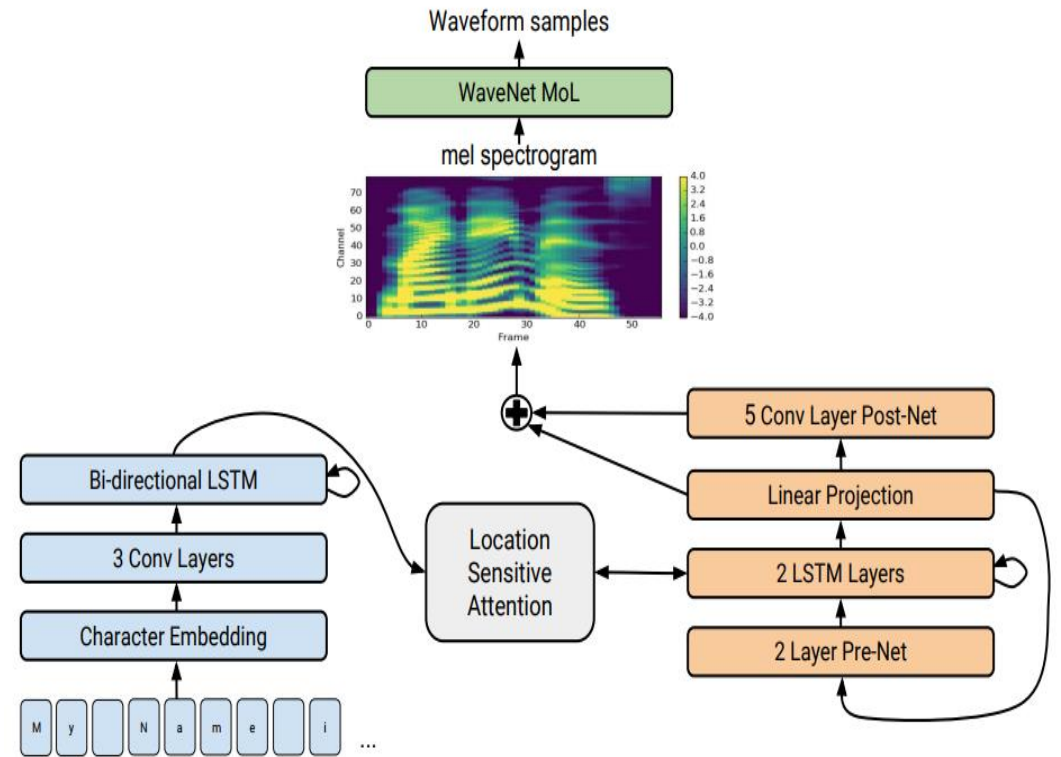 Waveform samples
WaveNet MoL
mel spectrogram
70
60
50
40
30
20
10
0
Channel
0 10 20 30 40 50
Frame
4.0
3.2
2.4
1.6
0.8
0.0
−0.8
−1.6
−2.4
−3.2
−4.0
5 Conv Layer Post-Net
Linear Projection
2 LSTM Layers
2 Layer Pre-Net
Location
Sensitive
Attention
Bi-directional LSTM
3 Conv Layers
Character Embedding
M y N a m e i ...